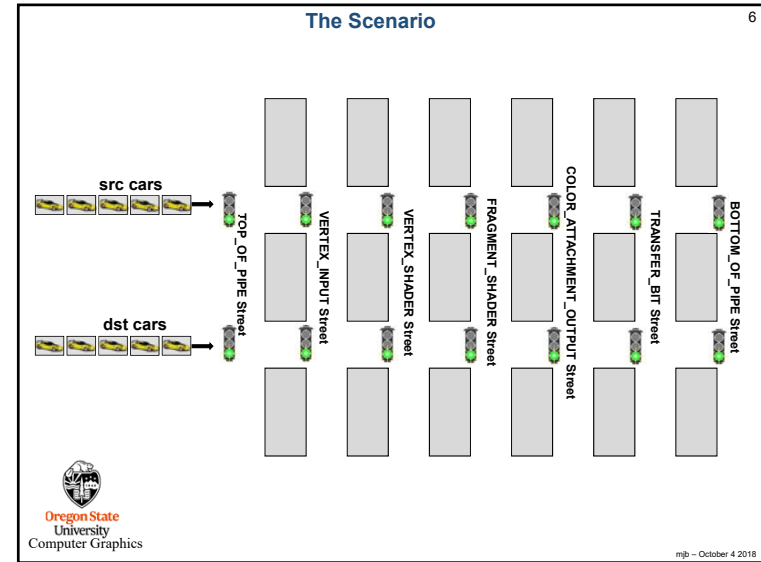 The Scenario
6
src cars
dst cars
TOP_OF_PIPE Street
VERTEX_INPUT Street
VERTEX_SHADER Street
FRAGMENT_SHADER Street
COLOR_ATTACHMENT_OUTPUT Street
TRANSFER_BIT Street
BOTTOM_OF_PIPE Street
Oregon State
University
Computer Graphics
mjb – October 4 2018